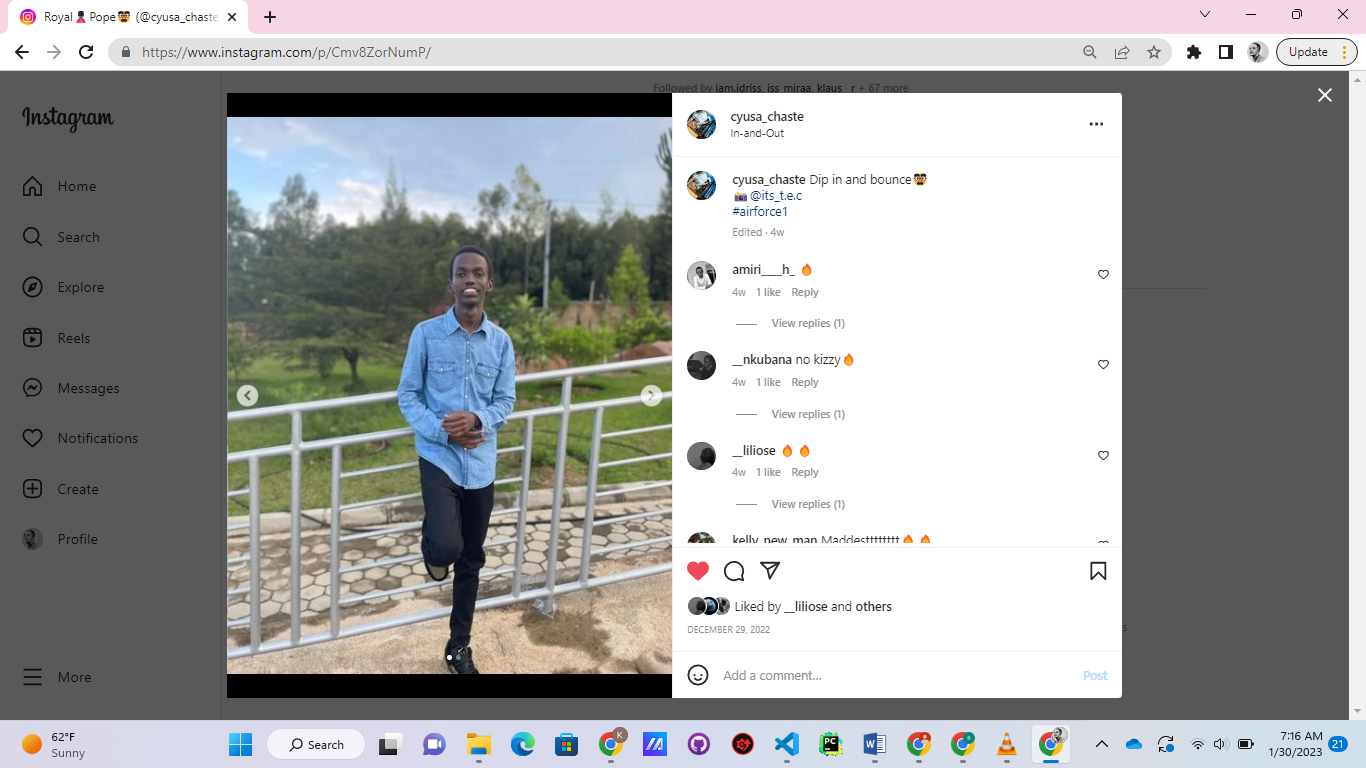 Royal Pope (@cyusa_chaste
https://www.instagram.com/p/Cmv8ZorNumP/
Update
Followed by iam.idriss, iss_miraa, klaus__r + 67 more
Instagram
Home
Search
Explore
Reels
Messages
Notifications
Create
Profile
More
cyusa_chaste
In-and-Out
cyusa_chaste Dip in and bounce
@its_t.e.c
#airforce1
Edited · 4w
amiri____h_
4w 1 like Reply
View replies (1)
__nkubana no kizzy
4w 1 like Reply
View replies (1)
__liliose
4w 1 like Reply
View replies (1)
kelly_new_man Maddestttttttt
Liked by __liliose and others
DECEMBER 29, 2022
Add a comment...
Post
62°F
Sunny
Search
7:16 AM
1/30/2023
21